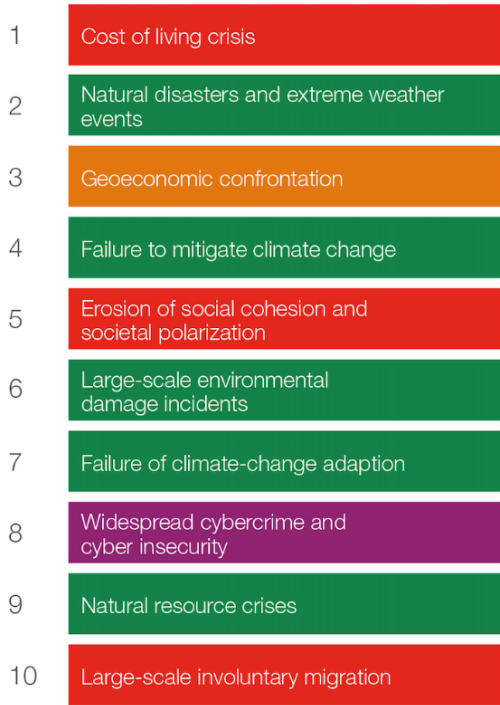 1 Cost of living crisis
2 Natural disasters and extreme weather
events
3 Geoeconomic confrontation
4 Failure to mitigate climate change
5 Erosion of social cohesion and
societal polarization
6 Large-scale environmental
damage incidents
7 Failure of climate-change adaption
8 Widespread cybercrime and
cyber insecurity
9 Natural resource crises
10 Large-scale involuntary migration